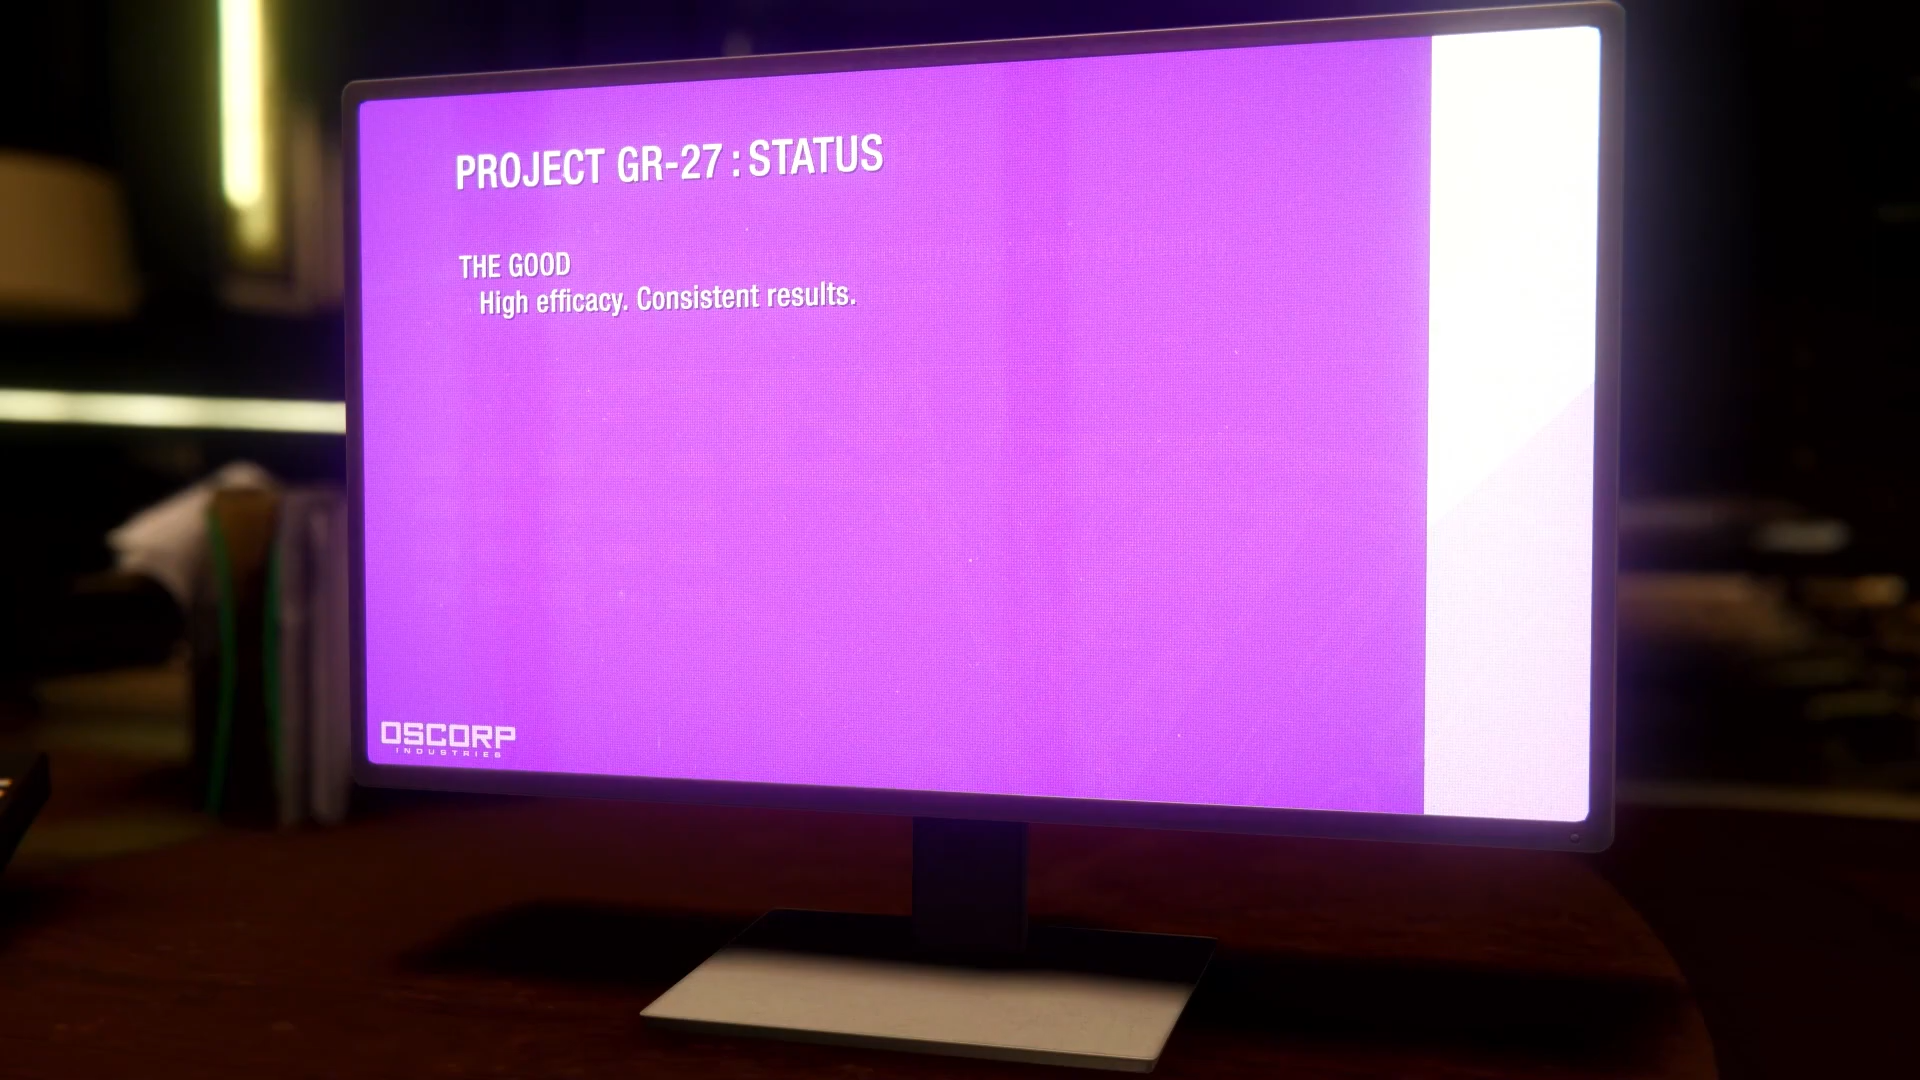 PROJECT GR-27 : STATUS
THE GOOD
High efficacy. Consistent results.
OSCORP
INDUSTRIES